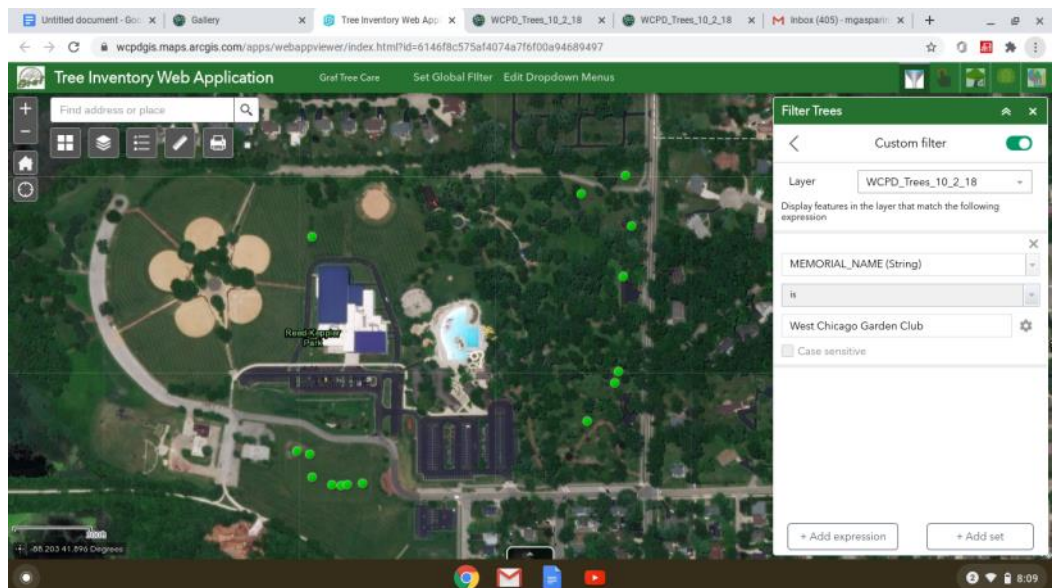 Untitled document - Goo
Gallery
Tree Inventory Web App
WCPD_Trees_10_2_18
WCPD_Trees_10_2_18
Inbox (405) - mgasparin
wcpdgis.maps.arcgis.com/apps/webappviewer/index.html?id=6146f8c575af4074a7f6f00a94689497
Tree Inventory Web Application
Graf Tree Care
Set Global FIlter
Edit Dropdown Menus
Find address or place
Filter Trees
Custom filter
Layer
WCPD_Trees_10_2_18
Display features in the layer that match the following
expression
MEMORIAL_NAME (String)
is
West Chicago Garden Club
Case sensitive
Reed-Keppler
Park
-88.203 41.896 Degrees
+ Add expression
+ Add set
2
8:09